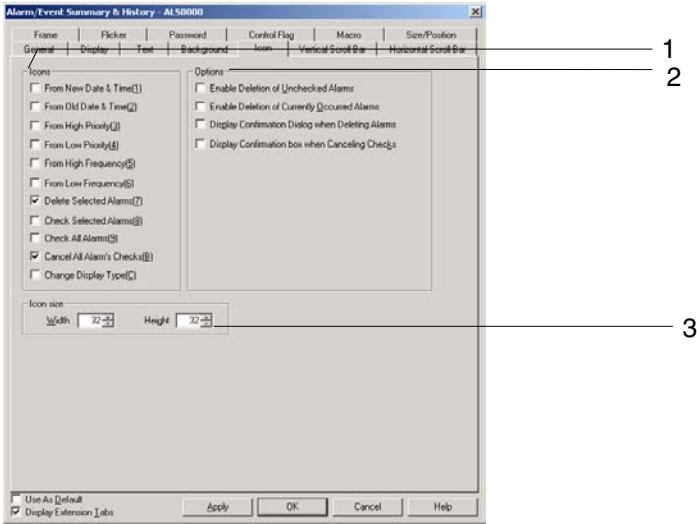 Alarm/Event Summary & History - ALS0000
Frame Flicker Password Control Flag Macro Size/Position
General Display Text Background Icon Vertical Scroll Bar Horizontal Scroll Bar
1
Icons Options
2
From New Date & Time(1) Enable Deletion of Unchecked Alarms
From Old Date & Time(2) Enable Deletion of Currently Occurred Alarms
From High Priority(3) Display Confirmation Dialog when Deleting Alarms
From Low Priority(4) Display Confirmation box when Canceling Checks
From High Frequency(5)
From Low Frequency(6)
Delete Selected Alarms(7)
Check Selected Alarms(8)
Check All Alarms(9)
Cancel All Alarm's Checks(B)
Change Display Type(C)
Icon size
Width 32 Height 32
3
Use As Default
Display Extension Tabs
Apply OK Cancel Help